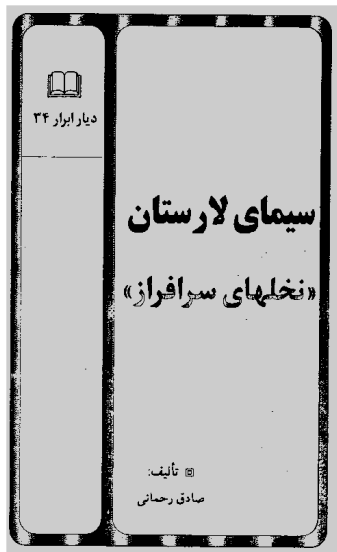 دیار ابرار ۳۴
سیمای لارستان
«نخلهای سرافراز»
تألیف:
صادق رحمانی